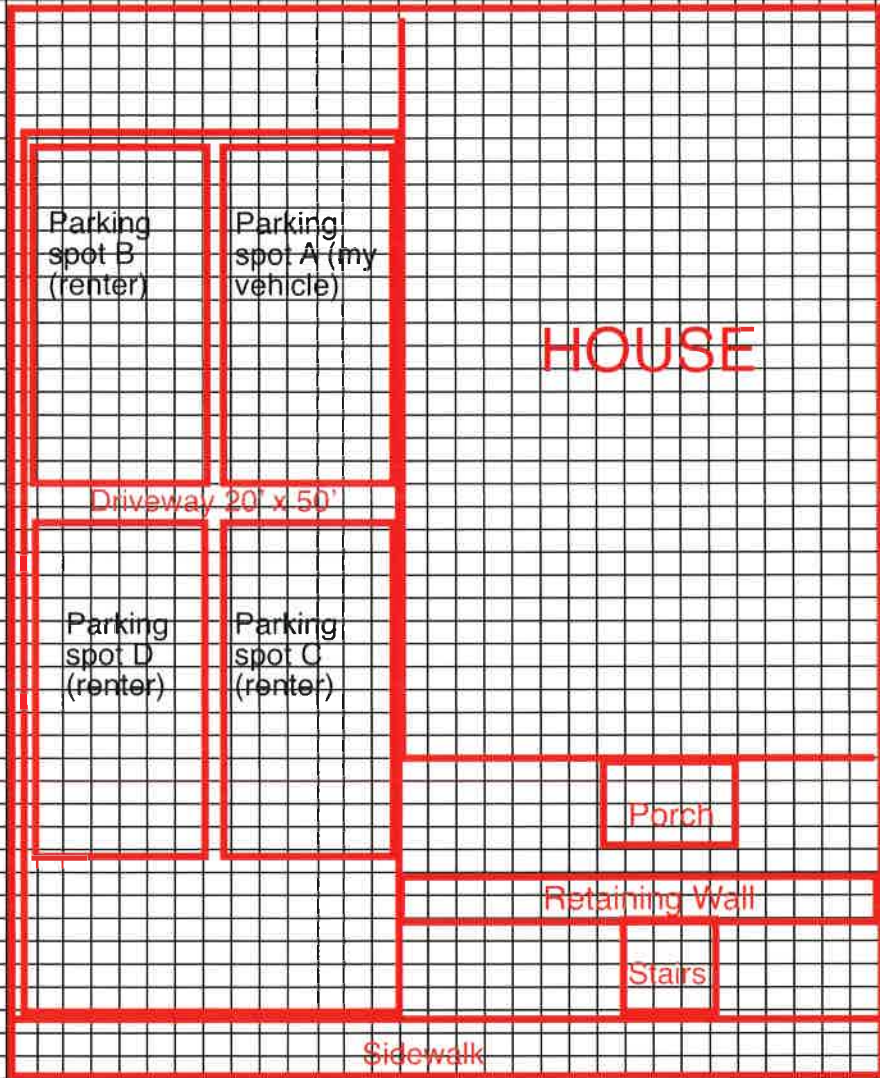 Parking
spot B
(renter)
Parking
spot A (my
vehicle)
HOUSE
Driveway 20' x 50'
Parking
spot D
(renter)
Parking
spot C
(renter)
Porch
Retaining Wall
Stairs
Sidewalk